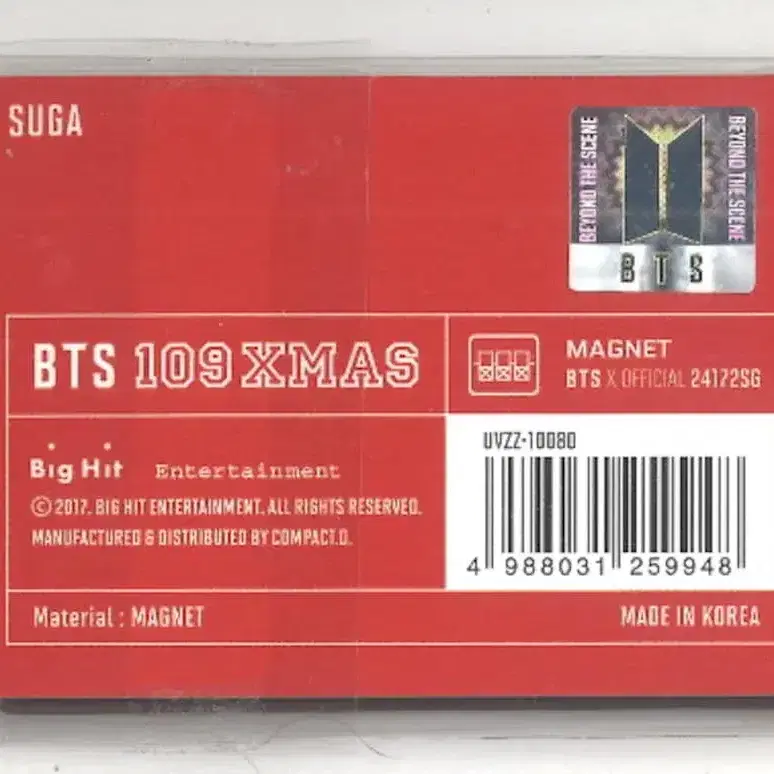 SUGA
BEYOND THE SCENE
BEYOND THE SCENE
BTS
BTS 109 XMAS
MAGNET
BTS X OFFICIAL 24172SG
Big Hit Entertainment
© 2017. BIG HIT ENTERTAINMENT. ALL RIGHTS RESERVED.
MANUFACTURED & DISTRIBUTED BY COMPACT.D.
UVZZ-10080
4 988031 259948
Material : MAGNET
MADE IN KOREA